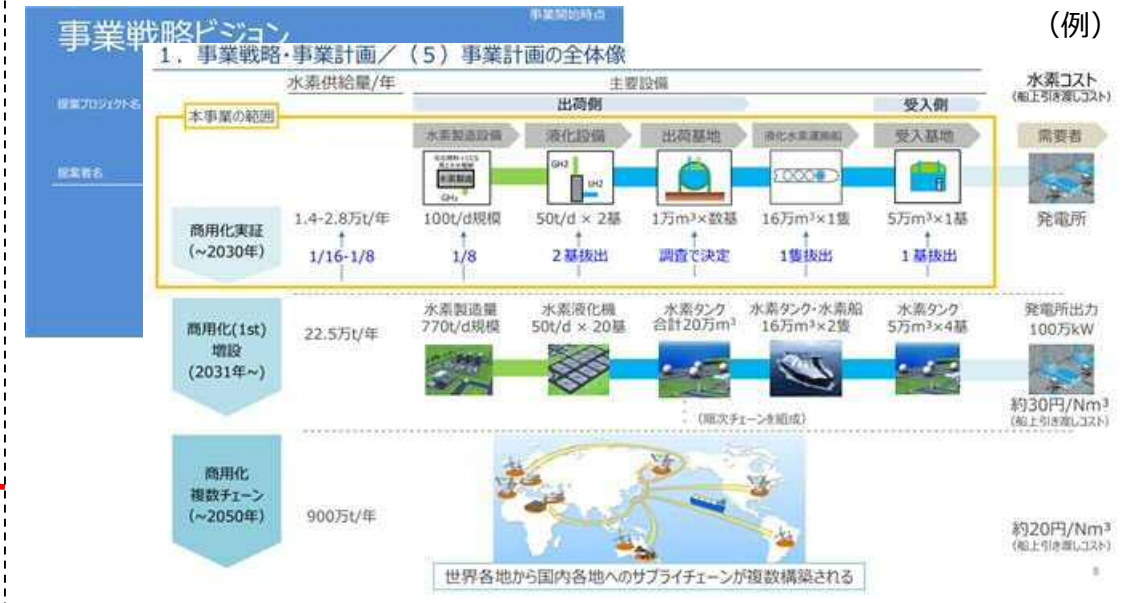 (例)
事業開始時点
事業戦略ビジョン
提案プロジェクト名
提案者名
1．事業戦略・事業計画／（5）事業計画の全体像
水素供給量/年
主要設備
水素コスト
(船上引き渡しコスト)
出荷側
受入側
本事業の範囲
水素製造設備
液化設備
出荷基地
液化水素運搬船
受入基地
需要者
水素製造
GH₂
GH2
LH2
商用化実証
(~2030年)
1.4-2.8万t/年
100t/d規模
50t/d × 2基
1万m³×数基
16万m³×1隻
5万m³×1基
発電所
1/16-1/8
1/8
2基抜出
調査で決定
1隻抜出
1基抜出
商用化(1st)
増設
(2031年~)
22.5万t/年
水素製造量
770t/d規模
水素液化機
50t/d × 20基
水素タンク
合計20万m³
水素タンク・水素船
16万m³×2隻
水素タンク
5万m³×4基
発電所出力
100万kW
(順次チェーンを組成)
約30円/Nm³
(船上引き渡しコスト)
商用化
複数チェーン
(~2050年)
900万t/年
約20円/Nm³
(船上引き渡しコスト)
世界各地から国内各地へのサプライチェーンが複数構築される
8